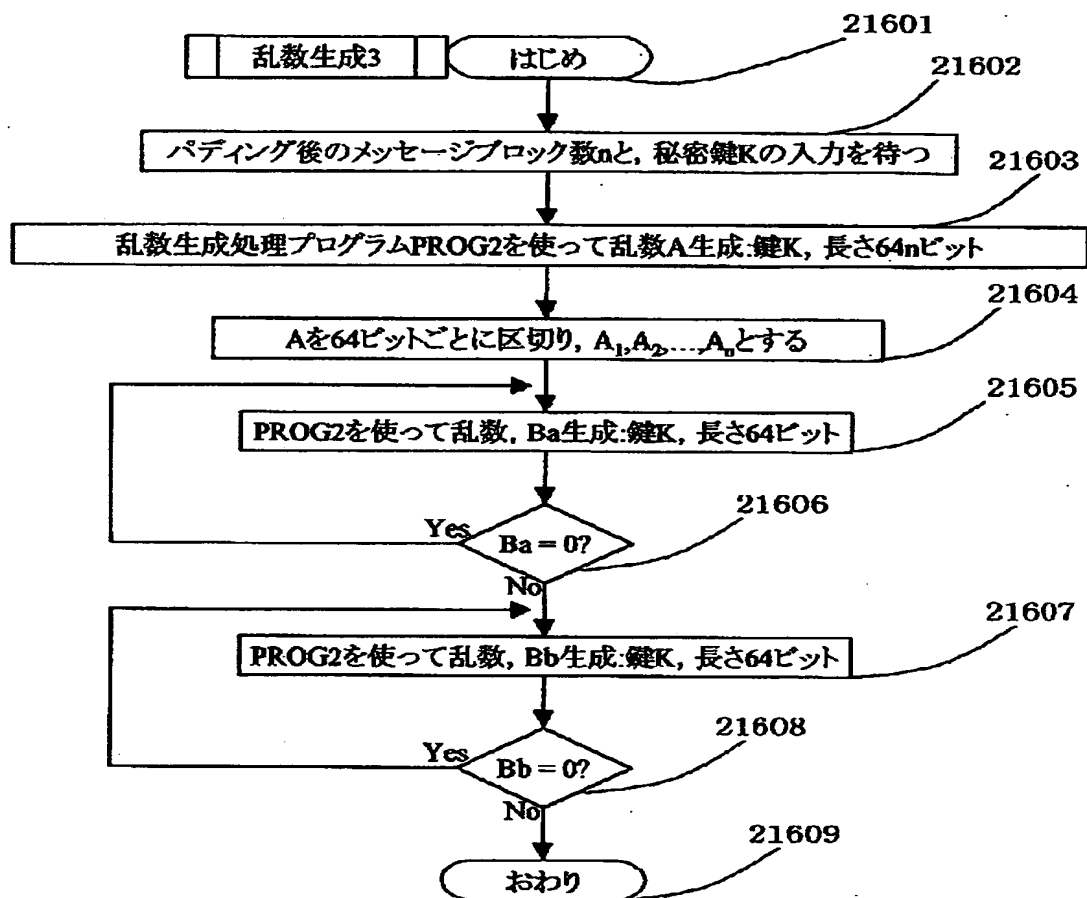 乱数生成3 はじめ 21601
21602
パディング後のメッセージブロック数nと, 秘密鍵Kの入力を待つ
21603
乱数生成処理プログラムPROG2を使って乱数A生成:鍵K, 長さ64nビット
21604
Aを64ビットごとに区切り, A1,A2,...,Anとする
21605
PROG2を使って乱数, Ba生成:鍵K, 長さ64ビット
21606
Yes
Ba = 0?
No
21607
PROG2を使って乱数, Bb生成:鍵K, 長さ64ビット
21608
Yes
Bb = 0?
No
21609
おわり